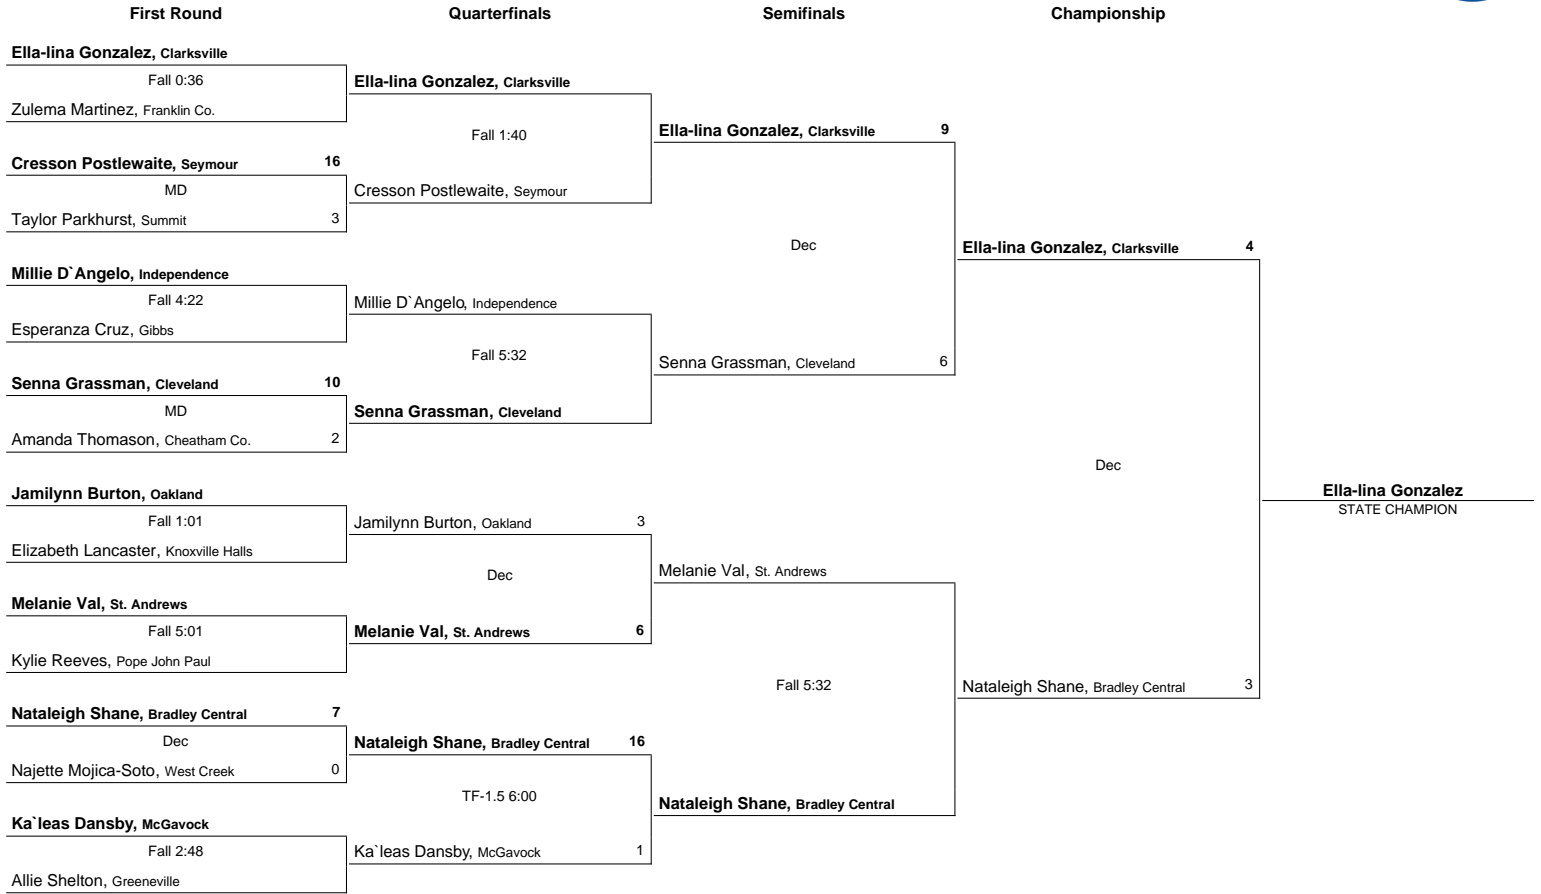 First Round
Quarterfinals
Semifinals
Championship
Ella-lina Gonzalez, Clarksville
Fall 0:36
Zulema Martinez, Franklin Co.
Cresson Postlewaite, Seymour 16
MD
Taylor Parkhurst, Summit 3
Millie D`Angelo, Independence
Fall 4:22
Esperanza Cruz, Gibbs
Senna Grassman, Cleveland 10
MD
Amanda Thomason, Cheatham Co. 2
Jamilynn Burton, Oakland
Fall 1:01
Elizabeth Lancaster, Knoxville Halls
Melanie Val, St. Andrews
Fall 5:01
Kylie Reeves, Pope John Paul
Nataleigh Shane, Bradley Central 7
Dec
Najette Mojica-Soto, West Creek 0
Ka`leas Dansby, McGavock
Fall 2:48
Allie Shelton, Greeneville
Ella-lina Gonzalez, Clarksville
Fall 1:40
Cresson Postlewaite, Seymour
Millie D`Angelo, Independence
Fall 5:32
Senna Grassman, Cleveland
Jamilynn Burton, Oakland 3
Dec
Melanie Val, St. Andrews 6
Nataleigh Shane, Bradley Central 16
TF-1.5 6:00
Ka`leas Dansby, McGavock 1
Ella-lina Gonzalez, Clarksville 9
Dec
Senna Grassman, Cleveland 6
Melanie Val, St. Andrews
Fall 5:32
Nataleigh Shane, Bradley Central
Ella-lina Gonzalez, Clarksville 4
Dec
Nataleigh Shane, Bradley Central 3
Ella-lina Gonzalez
STATE CHAMPION